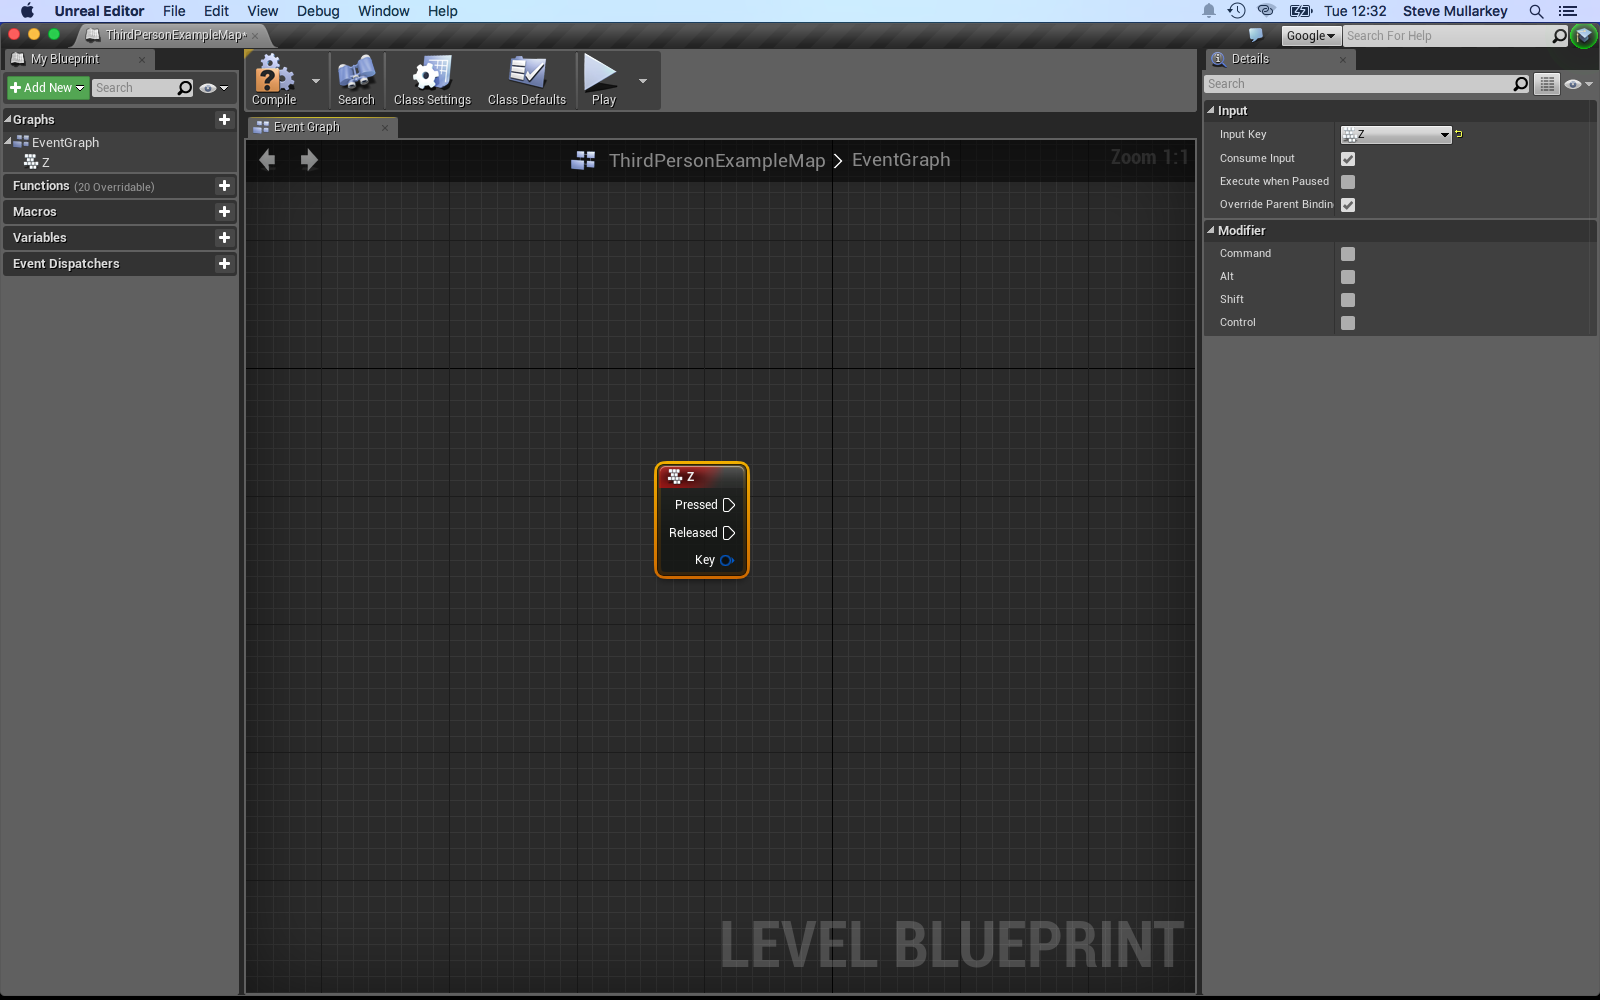 Unreal Editor File Edit View Debug Window Help Tue 12:32 Steve Mullarkey
ThirdPersonExampleMap*
Google Search For Help
My Blueprint
Add New Search
Graphs
EventGraph
Z
Functions (20 Overridable)
Macros
Variables
Event Dispatchers
Compile Search Class Settings Class Defaults Play
Event Graph
ThirdPersonExampleMap > EventGraph
Zoom 1:1
Z
Pressed
Released
Key
LEVEL BLUEPRINT
Details
Search
Input
Input Key Z
Consume Input
Execute when Paused
Override Parent Bindin
Modifier
Command
Alt
Shift
Control